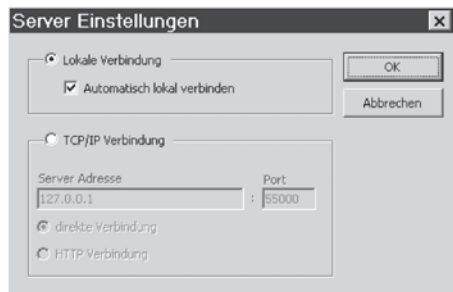 Server Einstellungen
Lokale Verbindung
Automatisch lokal verbinden
OK
Abbrechen
TCP/IP Verbindung
Server Adresse Port
127.0.0.1 : 55000
direkte Verbindung
HTTP Verbindung